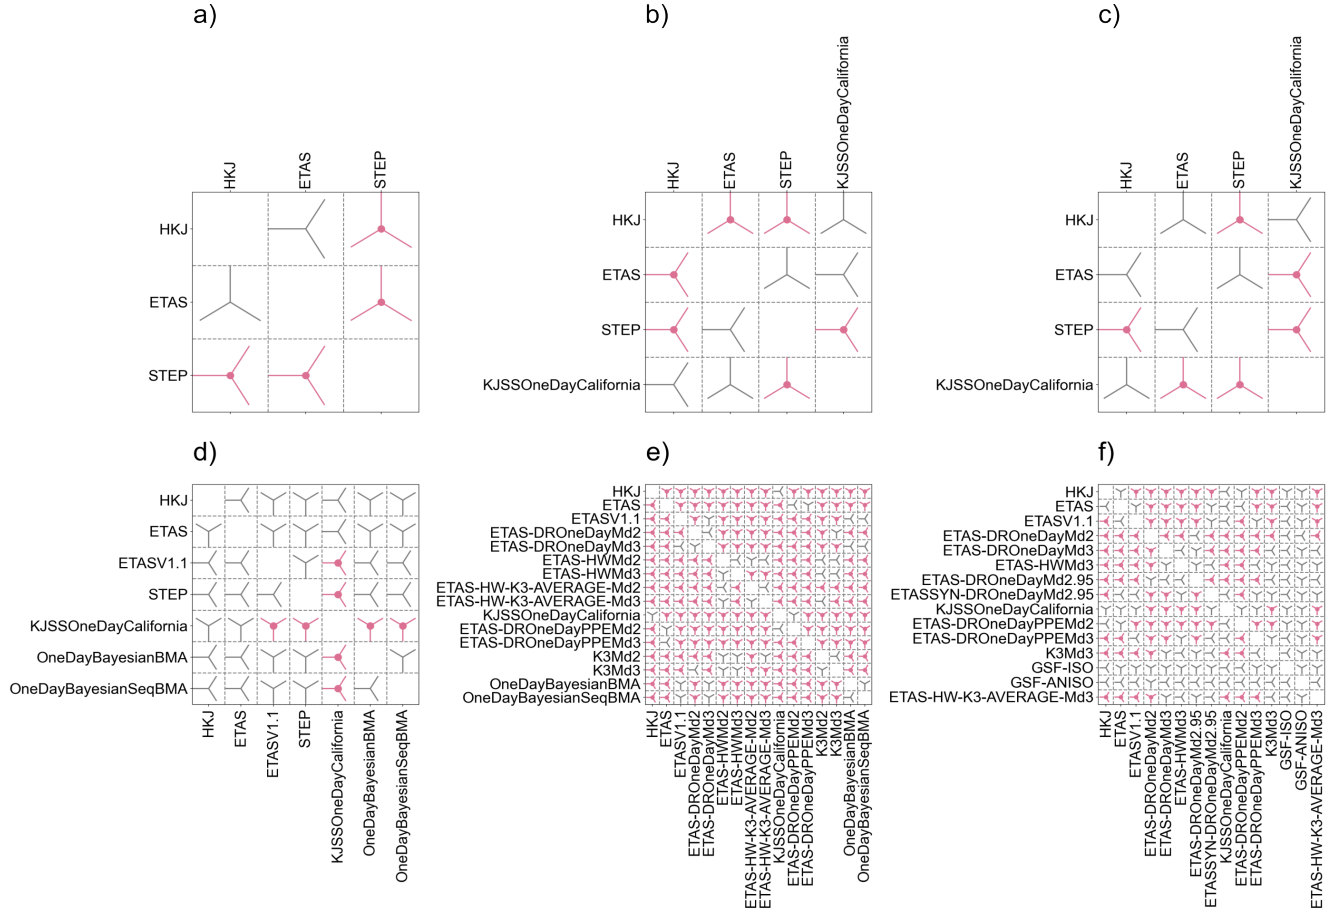 a)
HKJ
ETAS
STEP
HKJ
ETAS
STEP
b)
HKJ
ETAS
STEP
KJSSOneDayCalifornia
HKJ
ETAS
STEP
KJSSOneDayCalifornia
c)
HKJ
ETAS
STEP
KJSSOneDayCalifornia
HKJ
ETAS
STEP
KJSSOneDayCalifornia
d)
HKJ
ETAS
ETASV1.1
STEP
KJSSOneDayCalifornia
OneDayBayesianBMA
OneDayBayesianSeqBMA
HKJ
ETAS
ETASV1.1
STEP
KJSSOneDayCalifornia
OneDayBayesianBMA
OneDayBayesianSeqBMA
e)
HKJ
ETAS
ETASV1.1
ETAS-DROneDayMd2
ETAS-DROneDayMd3
ETAS-HWMd2
ETAS-HWMd3
ETAS-HW-K3-AVERAGE-Md2
ETAS-HW-K3-AVERAGE-Md3
KJSSOneDayCalifornia
ETAS-DROneDayPPEMd2
ETAS-DROneDayPPEMd3
K3Md2
K3Md3
OneDayBayesianBMA
OneDayBayesianSeqBMA
HKJ
ETAS
ETASV1.1
ETAS-DROneDayMd2
ETAS-DROneDayMd3
ETAS-HWMd2
ETAS-HWMd3
ETAS-HW-K3-AVERAGE-Md2
ETAS-HW-K3-AVERAGE-Md3
KJSSOneDayCalifornia
ETAS-DROneDayPPEMd2
ETAS-DROneDayPPEMd3
K3Md2
K3Md3
OneDayBayesianBMA
OneDayBayesianSeqBMA
f)
HKJ
ETAS
ETASV1.1
ETAS-DROneDayMd2
ETAS-DROneDayMd3
ETAS-HWMd3
ETAS-DROneDayMd2.95
ETASSYN-DROneDayMd2.95
KJSSOneDayCalifornia
ETAS-DROneDayPPEMd2
ETAS-DROneDayPPEMd3
K3Md3
GSF-ISO
GSF-ANISO
ETAS-HW-K3-AVERAGE-Md3
HKJ
ETAS
ETASV1.1
ETAS-DROneDayMd2
ETAS-DROneDayMd3
ETAS-HWMd3
ETAS-DROneDayMd2.95
ETASSYN-DROneDayMd2.95
KJSSOneDayCalifornia
ETAS-DROneDayPPEMd2
ETAS-DROneDayPPEMd3
K3Md3
GSF-ISO
GSF-ANISO
ETAS-HW-K3-AVERAGE-Md3